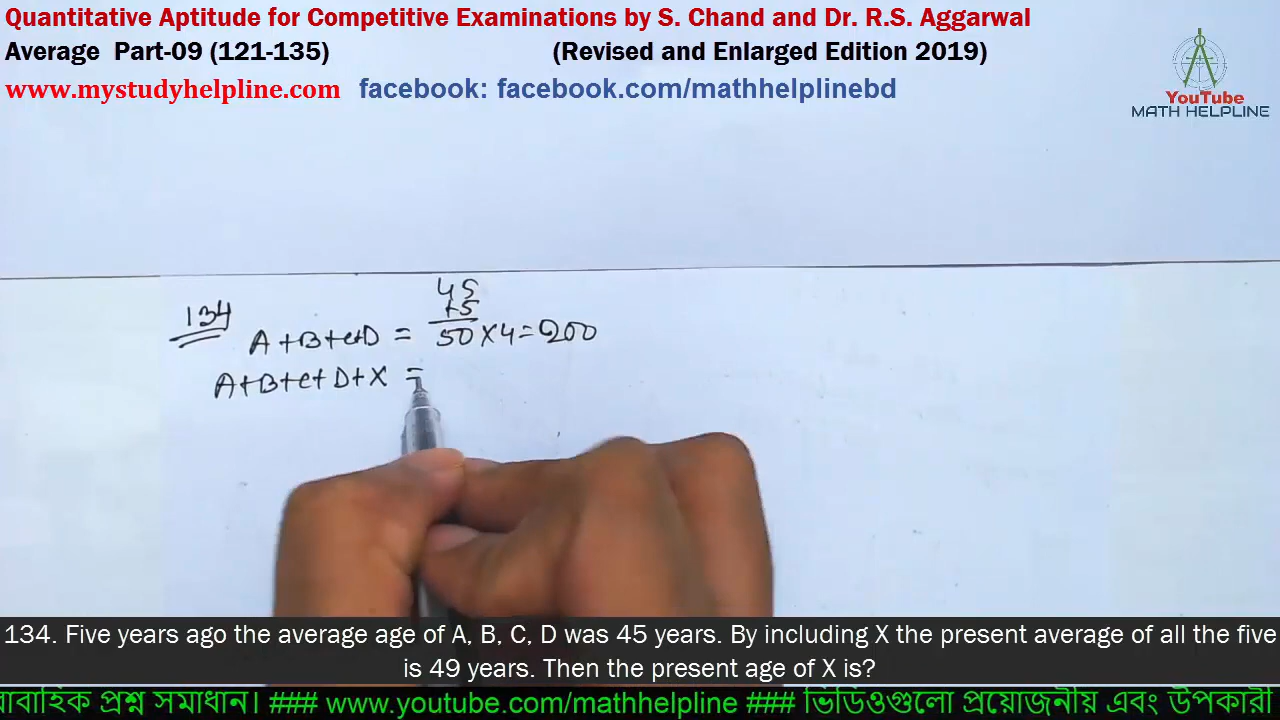 Quantitative Aptitude for Competitive Examinations by S. Chand and Dr. R.S. Aggarwal
Average Part-09 (121-135) (Revised and Enlarged Edition 2019)
www.mystudyhelpline.com facebook: facebook.com/mathhelplinebd
YouTube
MATH HELPLINE
45
+5
134 A+B+C+D = 50×4=200
A+B+C+D+X =
134. Five years ago the average age of A, B, C, D was 45 years. By including X the present average of all the five
is 49 years. Then the present age of X is?
রাবাহিক প্রশ্ন সমাধান। ### www.youtube.com/mathhelpline ### ভিডিওগুলো প্রয়োজনীয় এবং উপকারী